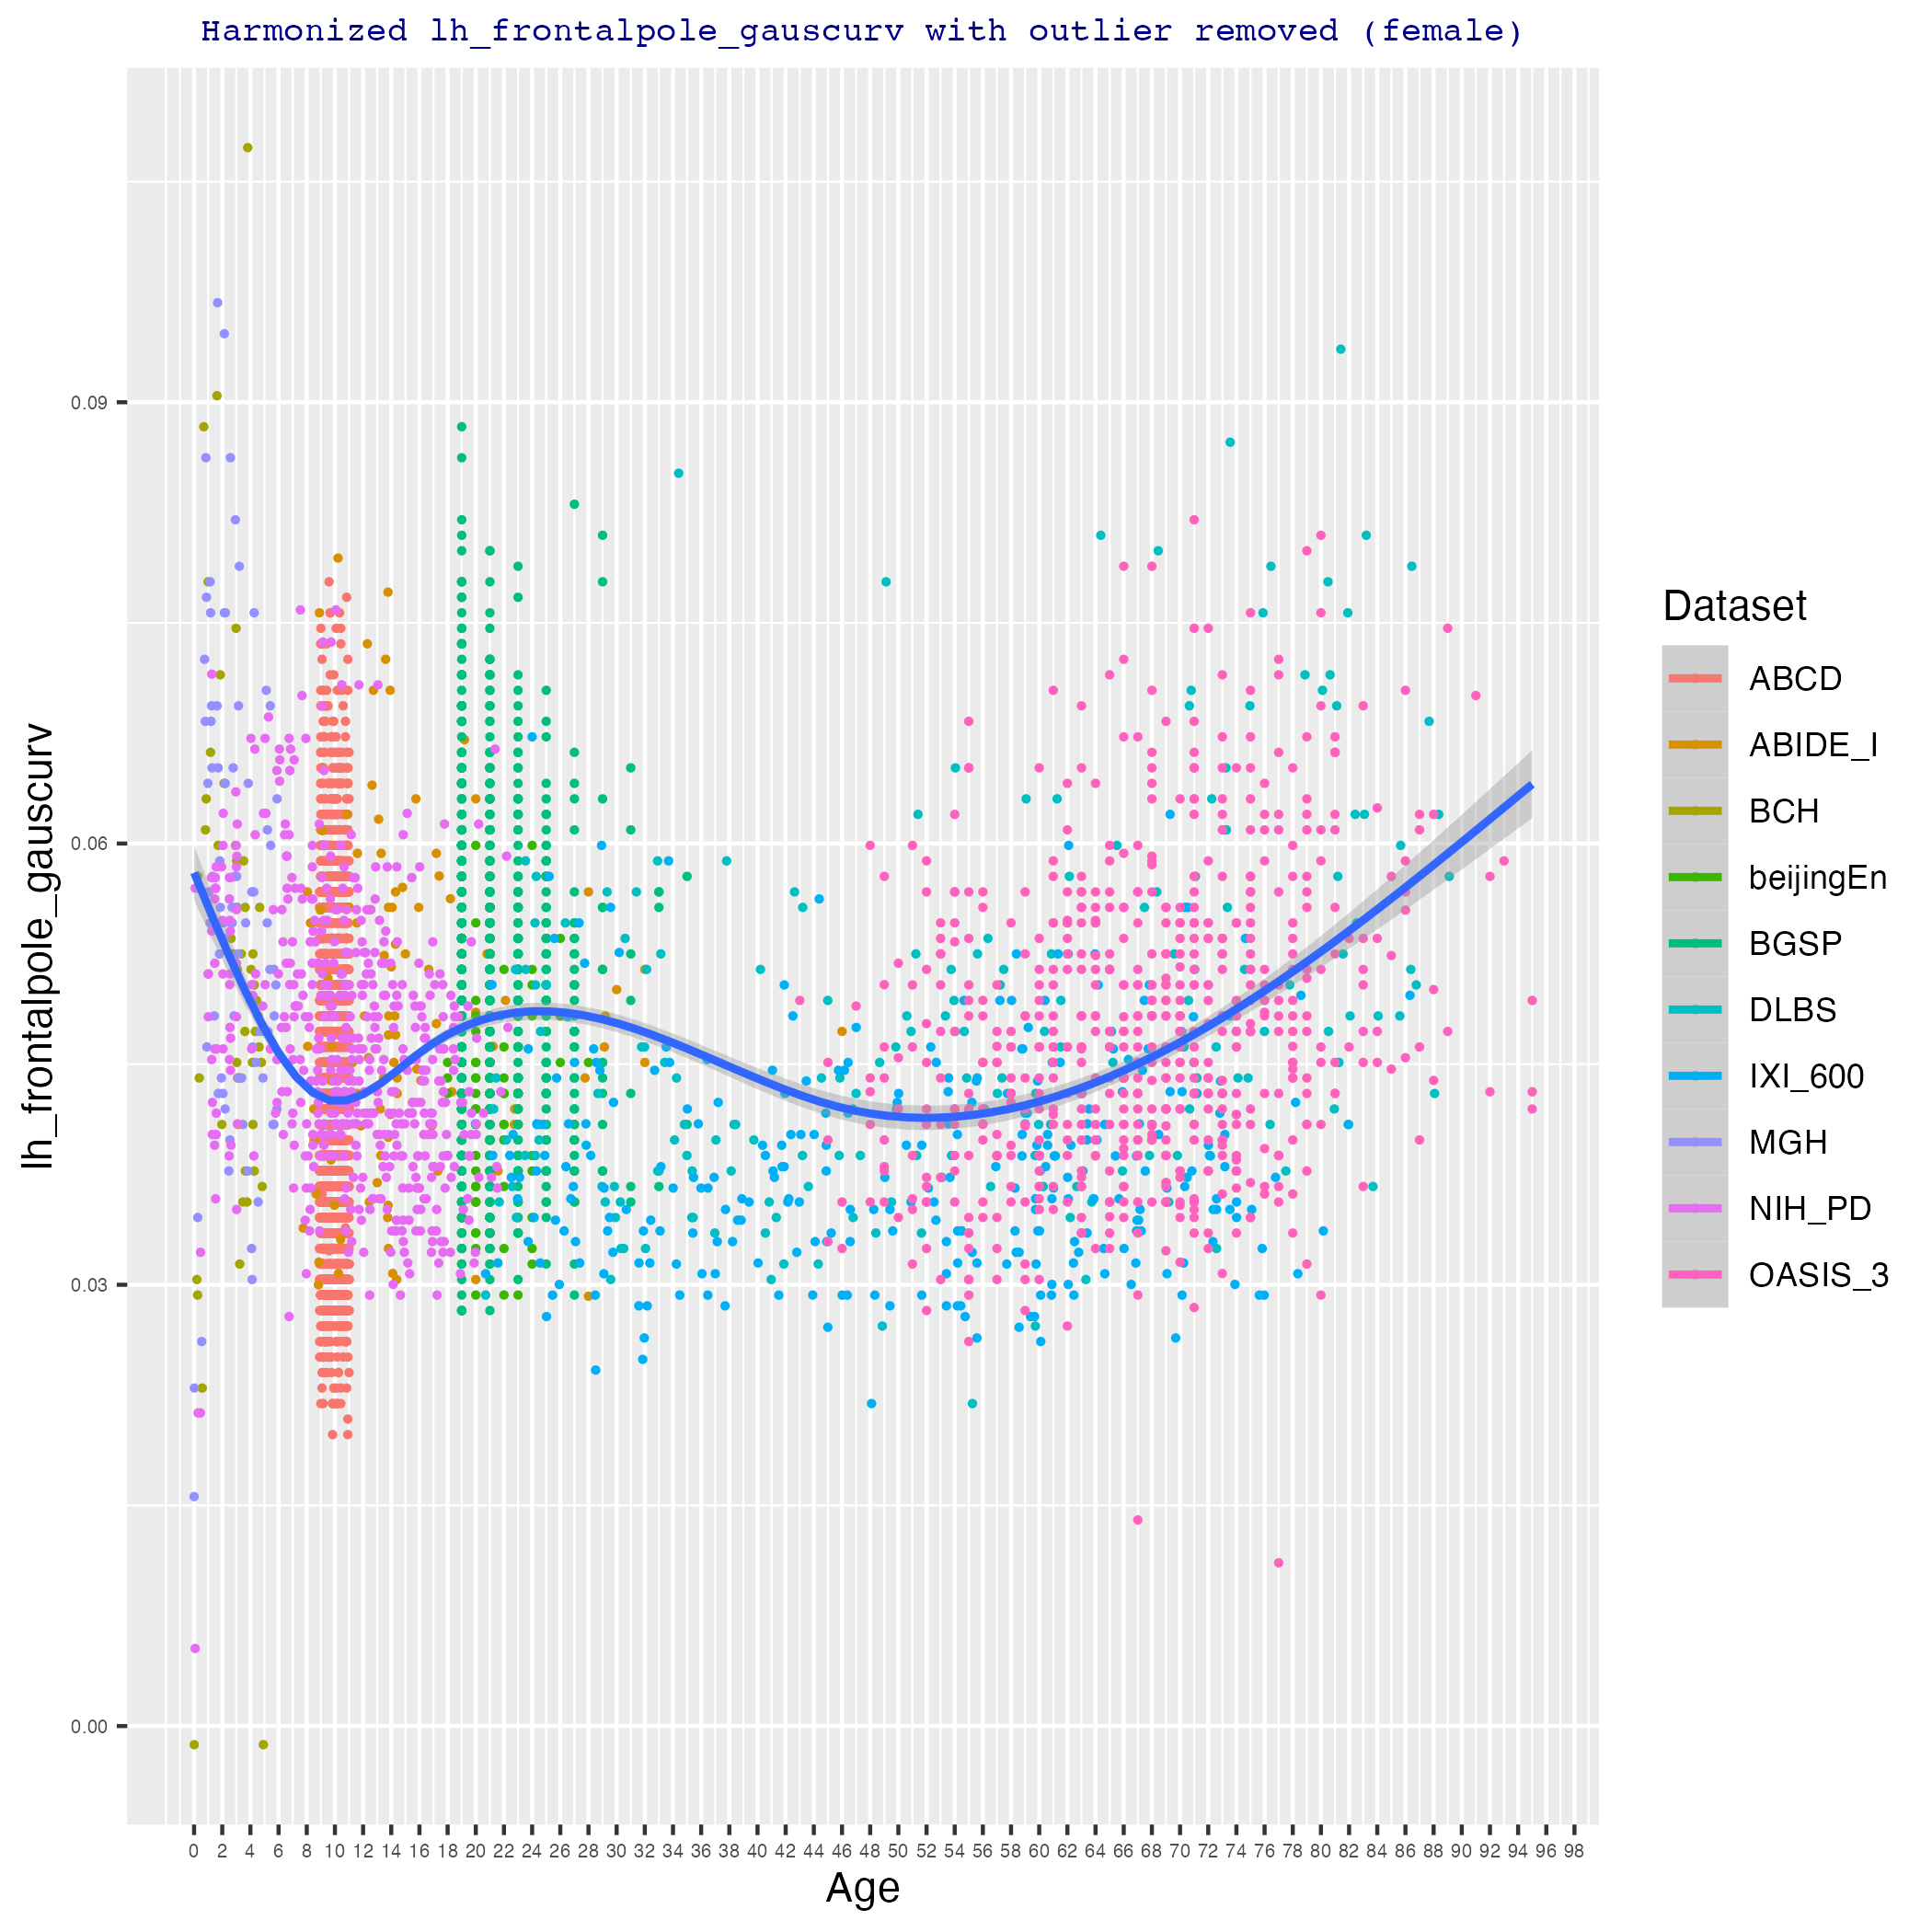 Harmonized lh_frontalpole_gauscurv with outlier removed (female)
lh_frontalpole_gauscurv
0.09
0.06
0.03
0.00
0 2 4 6 8 10 12 14 16 18 20 22 24 26 28 30 32 34 36 38 40 42 44 46 48 50 52 54 56 58 60 62 64 66 68 70 72 74 76 78 80 82 84 86 88 90 92 94 96 98
Age
Dataset
ABCD
ABIDE_I
BCH
beijingEn
BGSP
DLBS
IXI_600
MGH
NIH_PD
OASIS_3